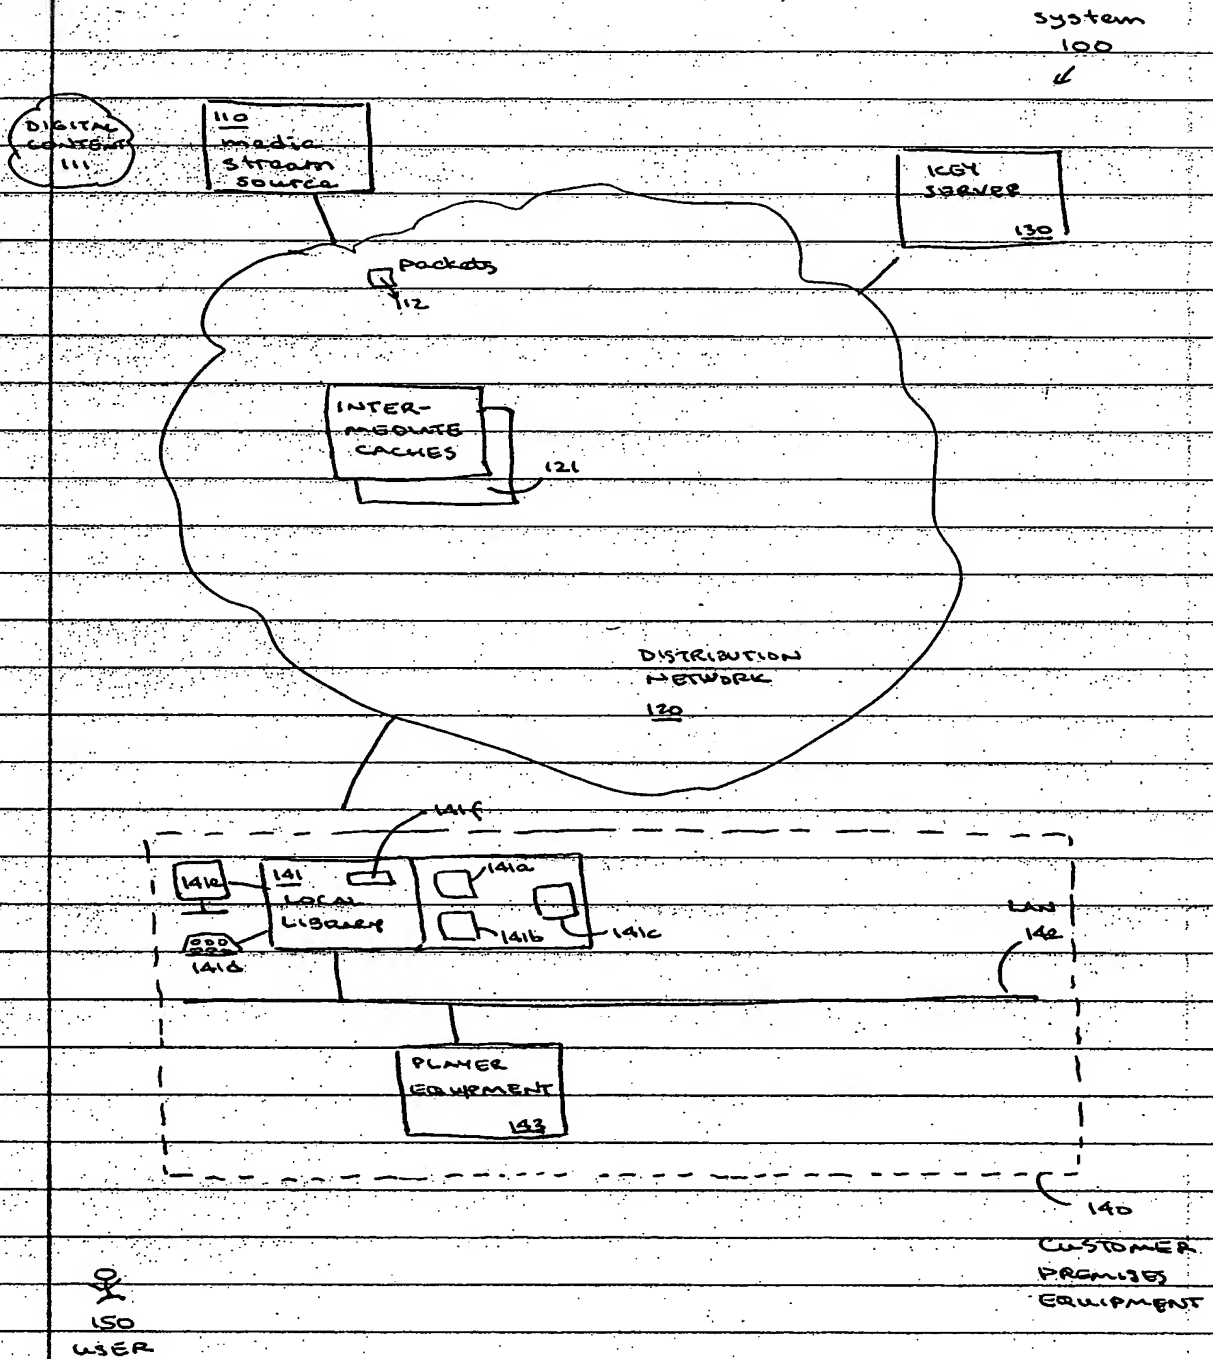 system
100
DIGITAL
CONTENT
111
110
media
stream
source
KEY
SERVER
130
packets
112
INTER-
MEDIATE
CACHES
121
DISTRIBUTION
NETWORK
120
141f
141e
141
LOCAL
LIBRARY
141a
141b
141c
141d
LAN
142
PLAYER
EQUIPMENT
143
140
CUSTOMER
PREMISES
EQUIPMENT
150
USER